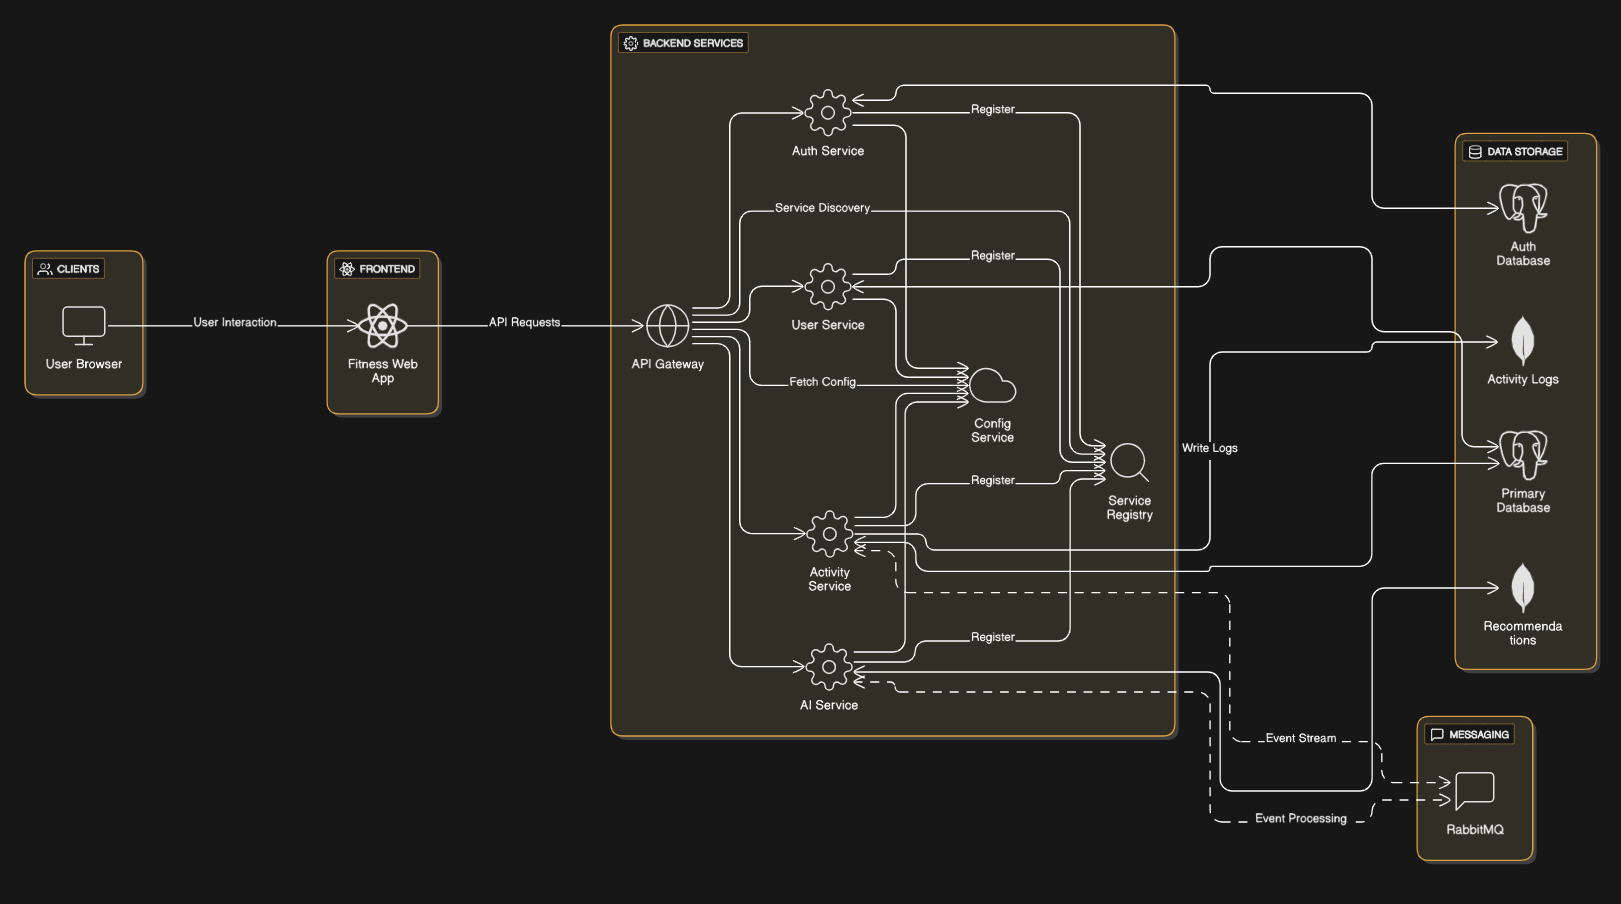 BACKEND SERVICES
Register
Auth Service
DATA STORAGE
Service Discovery
Auth
Database
Register
CLIENTS
FRONTEND
User Interaction
API Requests
User Service
User Browser
Fitness Web
App
API Gateway
Fetch Config
Activity Logs
Config
Service
Write Logs
Register
Service
Registry
Primary
Database
Activity
Service
Register
Recommenda
tions
AI Service
Event Stream
MESSAGING
Event Processing
RabbitMQ